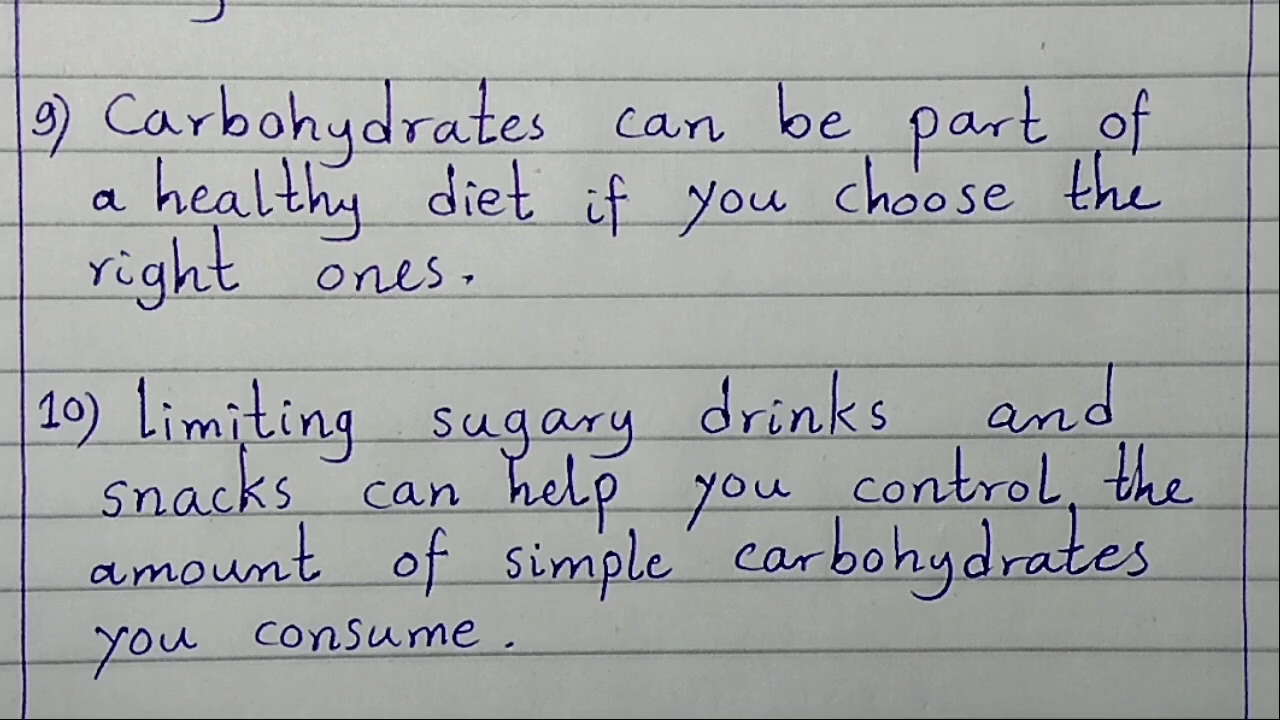 9) Carbohydrates can be part of
a healthy diet if you choose the
right ones.
10) limiting sugary drinks and
snacks can help you control the
amount of simple carbohydrates
you consume.